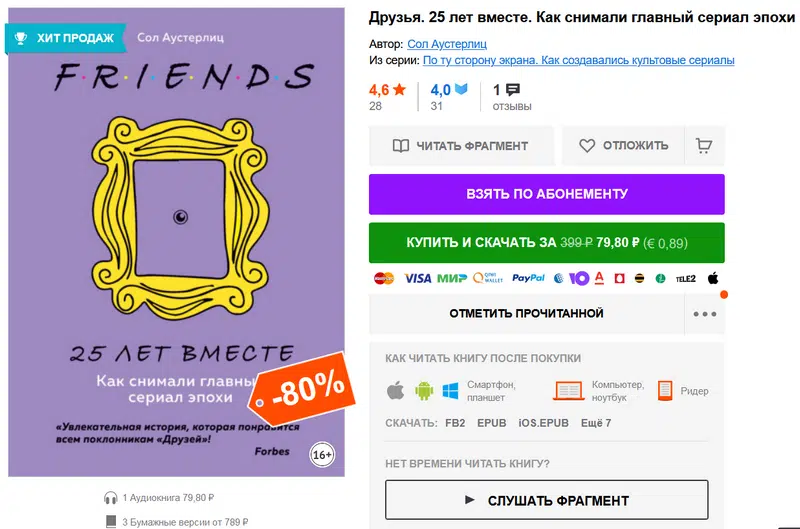 ХИТ ПРОДАЖ
Сол Аустерлиц
F·R·I·E·N·D·S
25 ЛЕТ ВМЕСТЕ
Как снимали главный
сериал эпохи
-80%
«Увлекательная история, которая понравится
всем поклонникам «Друзей»!
Forbes
16+
1 Аудиокнига 79,80 ₽
3 Бумажные версии от 789 ₽
Друзья. 25 лет вместе. Как снимали главный сериал эпохи
Автор: Сол Аустерлиц
Из серии: По ту сторону экрана. Как создавались культовые сериалы
4,6
28
4,0
31
1
отзывы
ЧИТАТЬ ФРАГМЕНТ
ОТЛОЖИТЬ
ВЗЯТЬ ПО АБОНЕМЕНТУ
КУПИТЬ И СКАЧАТЬ ЗА 399 ₽ 79,80 ₽ (€ 0,89)
VISA МИР QIWI WALLET PayPal Ю TELE2
ОТМЕТИТЬ ПРОЧИТАННОЙ
КАК ЧИТАТЬ КНИГУ ПОСЛЕ ПОКУПКИ
Смартфон,
планшет
Компьютер,
ноутбук
Ридер
СКАЧАТЬ: FB2 EPUB iOS.EPUB Ещё 7
НЕТ ВРЕМЕНИ ЧИТАТЬ КНИГУ?
СЛУШАТЬ ФРАГМЕНТ